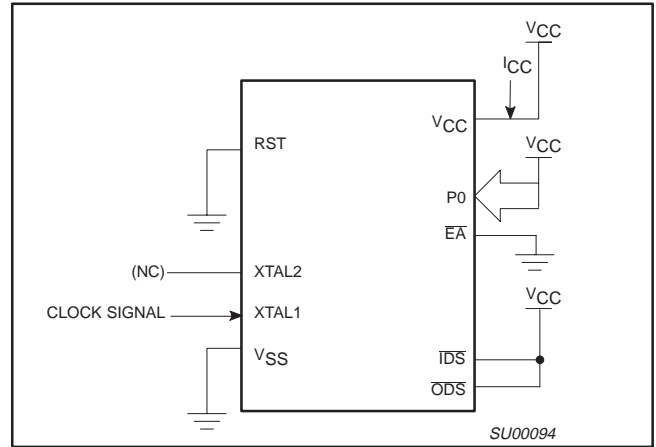 VCC
ICC
VCC
RST
VCC
P0
EA
(NC)
XTAL2
CLOCK SIGNAL
XTAL1
VCC
VSS
IDS
ODS
SU00094